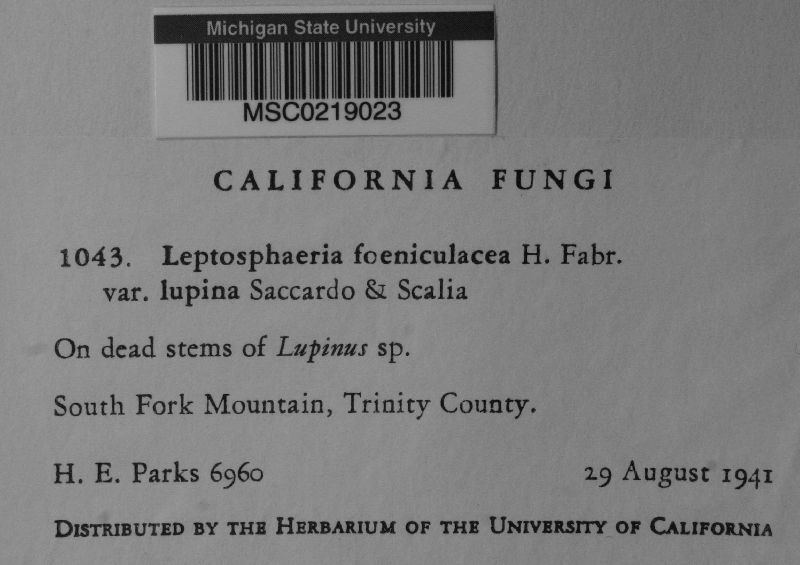 Michigan State University
MSC0219023
CALIFORNIA FUNGI
1043. Leptosphaeria foeniculacea H. Fabr.
var. lupina Saccardo & Scalia
On dead stems of Lupinus sp.
South Fork Mountain, Trinity County.
H. E. Parks 6960 29 August 1941
DISTRIBUTED BY THE HERBARIUM OF THE UNIVERSITY OF CALIFORNIA